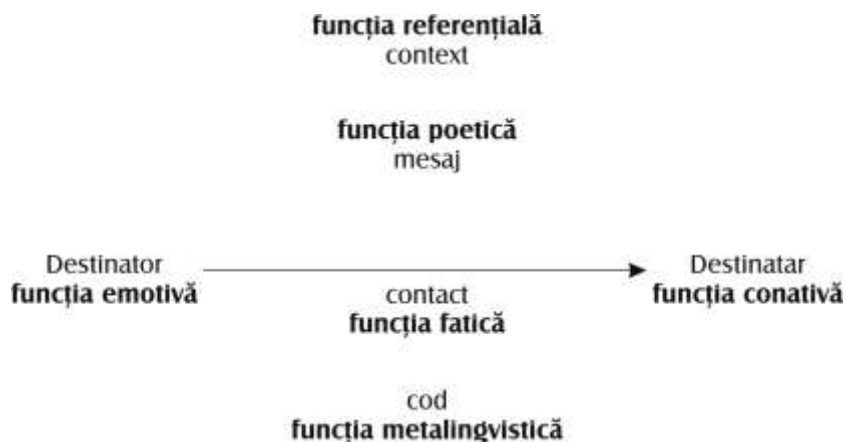 funcția referențială
context
funcția poetică
mesaj
Destinator
funcția emotivă
contact
funcția fatică
Destinatar
funcția conativă
cod
funcția metalingvistică